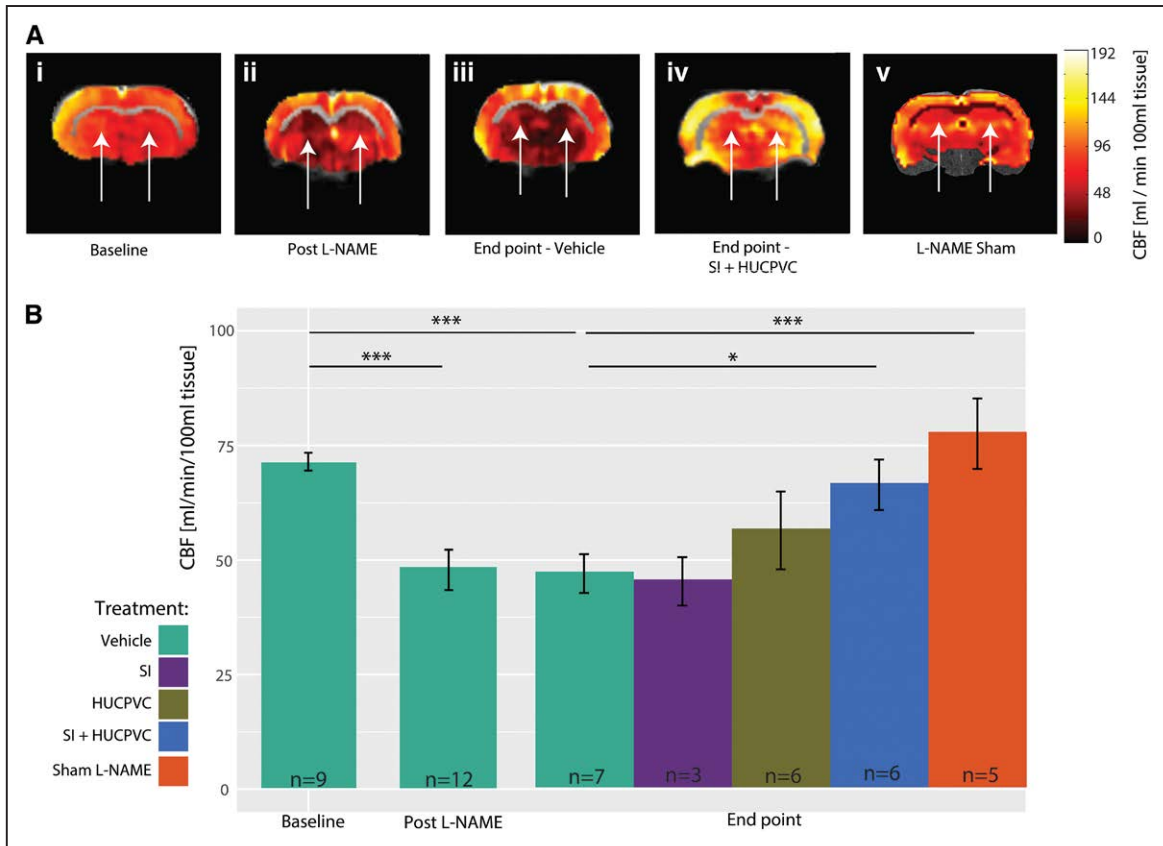 A
i
ii
iii
iv
v
192
144
96
48
0
CBF [ml / min 100ml tissue]
Baseline
Post L-NAME
End point - Vehicle
End point -
S! + HUCPVC
L-NAME Sham
B
CBF [ml/min/100ml tissue]
100
75
50
25
0
***
***
***
*
Treatment:
Vehicle
SI
HUCPVC
SI + HUCPVC
Sham L-NAME
n=9
n=12
n=7
n=3
n=6
n=6
n=5
Baseline
Post L-NAME
End point